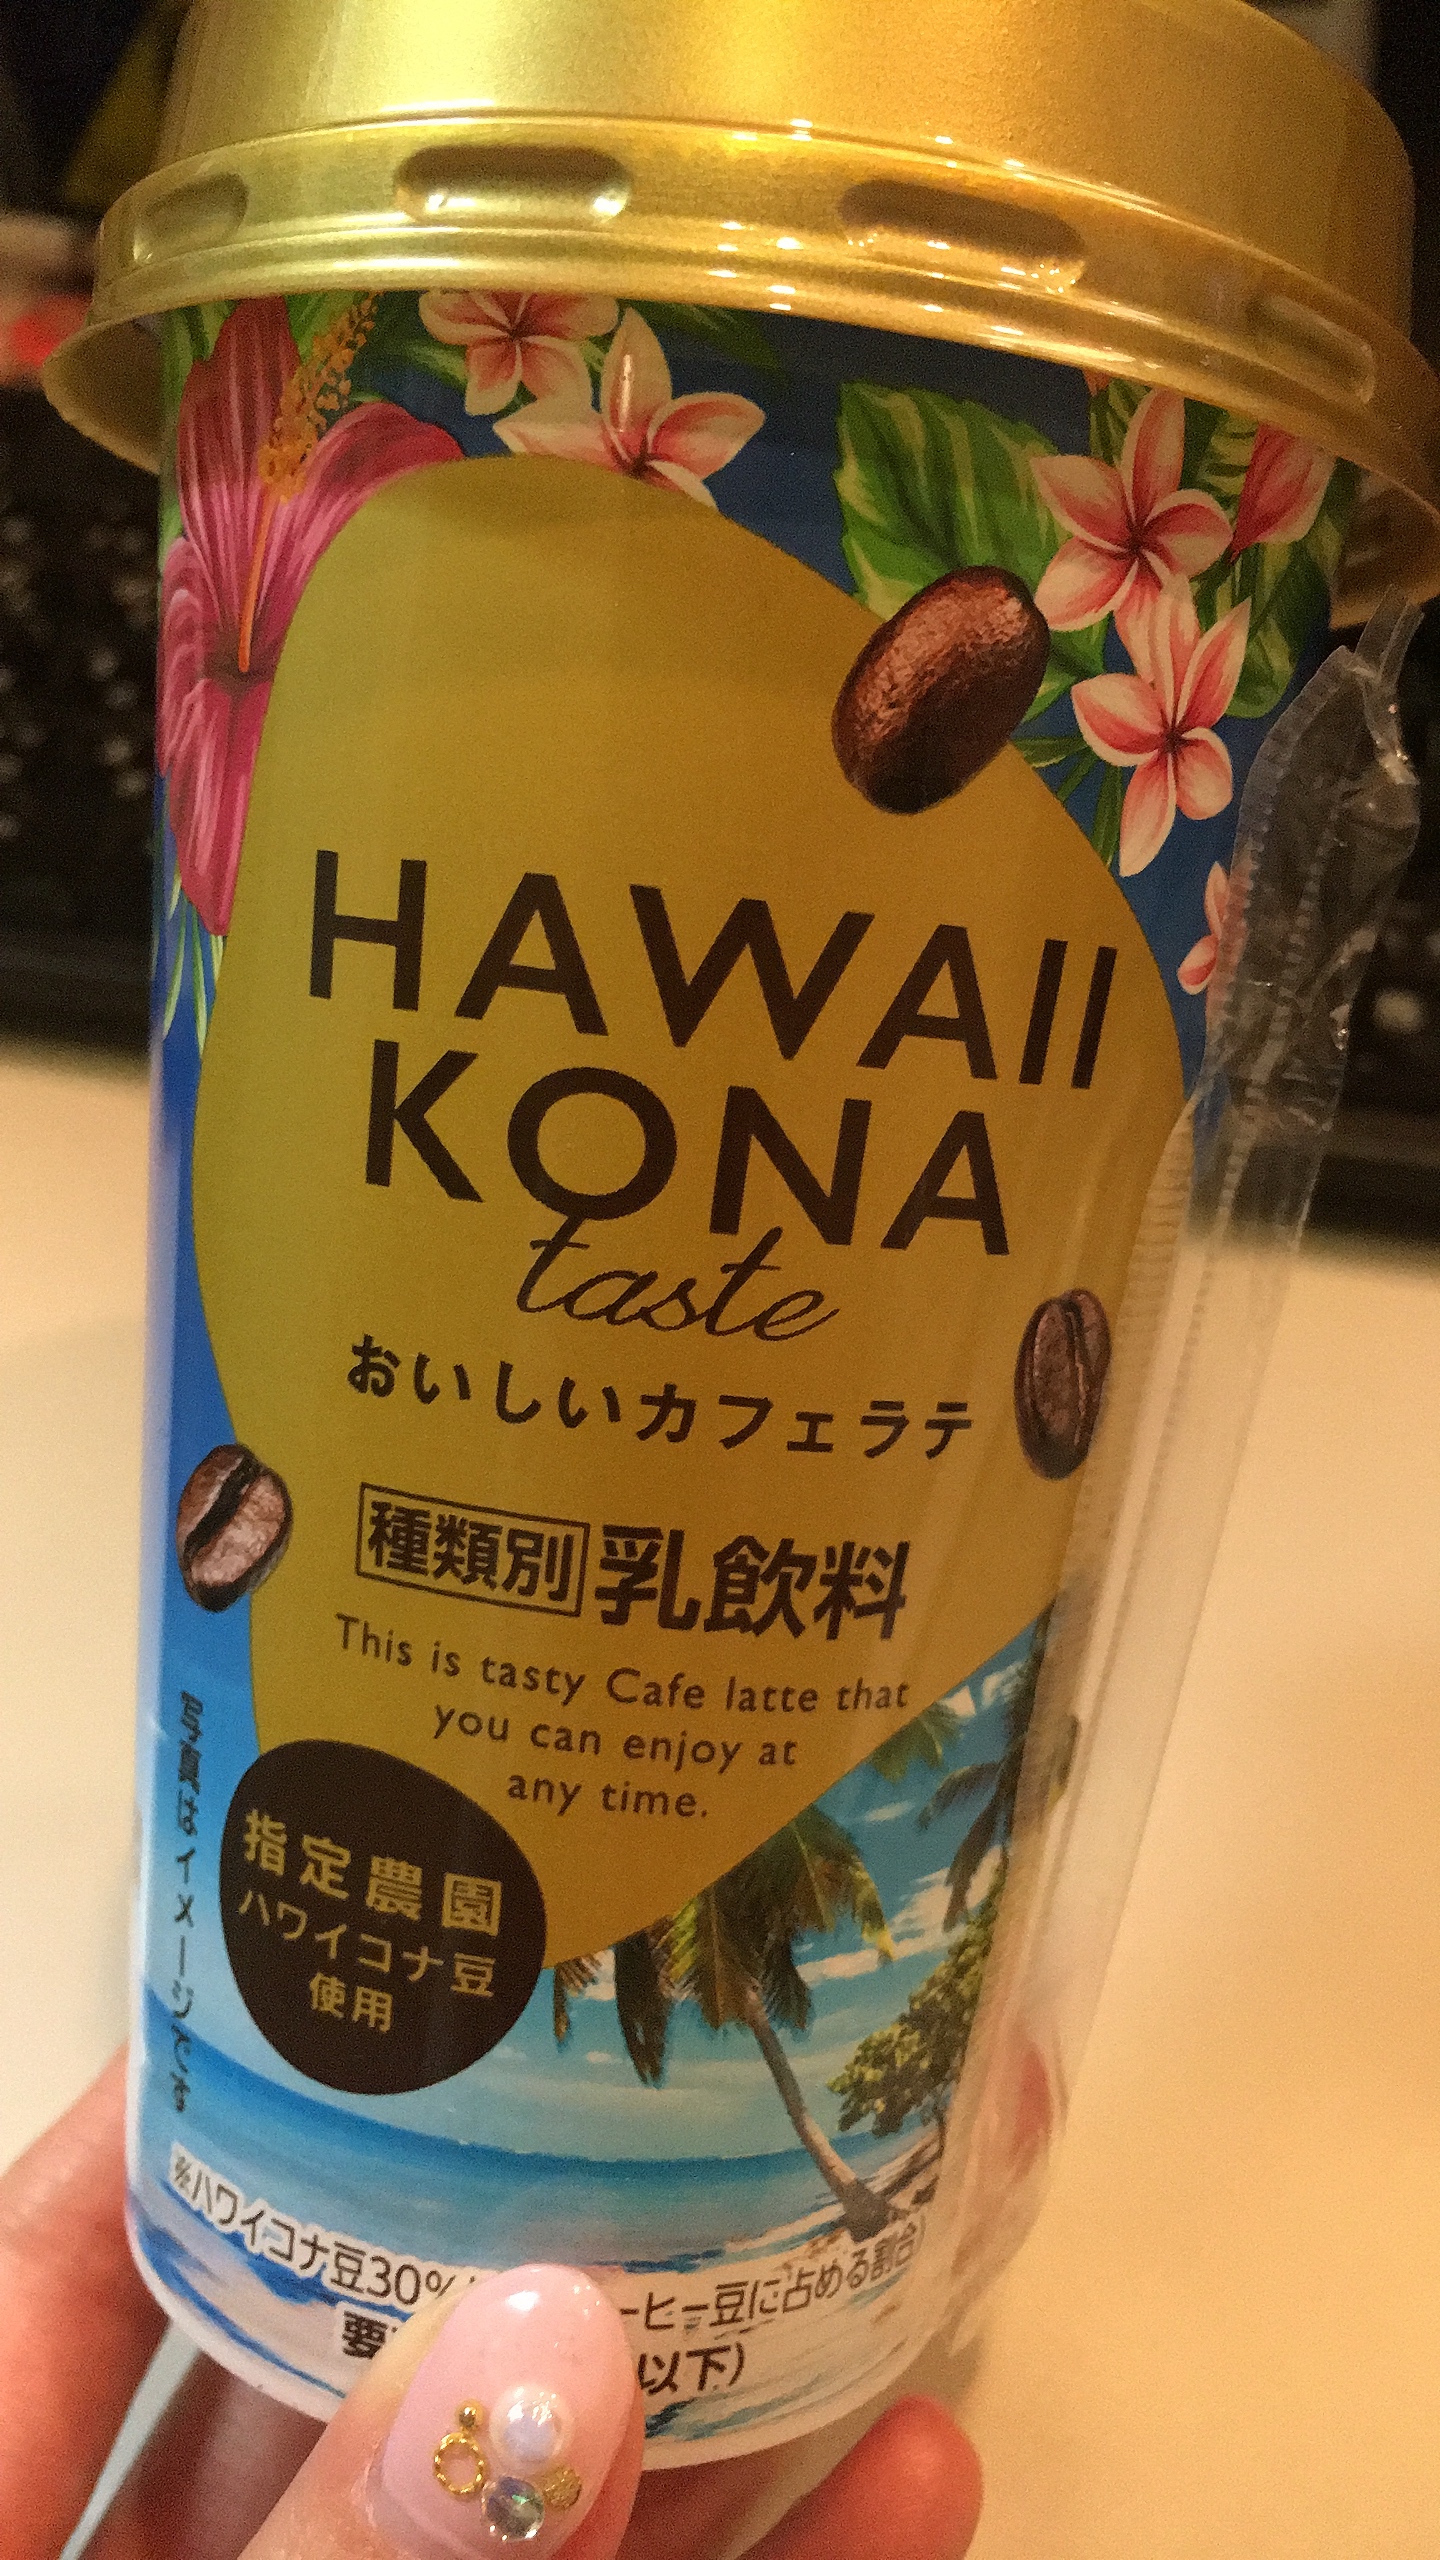 HAWAII
KONA
taste
おいしいカフェラテ
種類別 乳飲料
This is tasty Cafe latte that
you can enjoy at
any time.
指定農園
ハワイコナ豆
使用
写真はイメージです
※ハワイコナ豆30% ーヒー豆に占める割合)
要 以下)